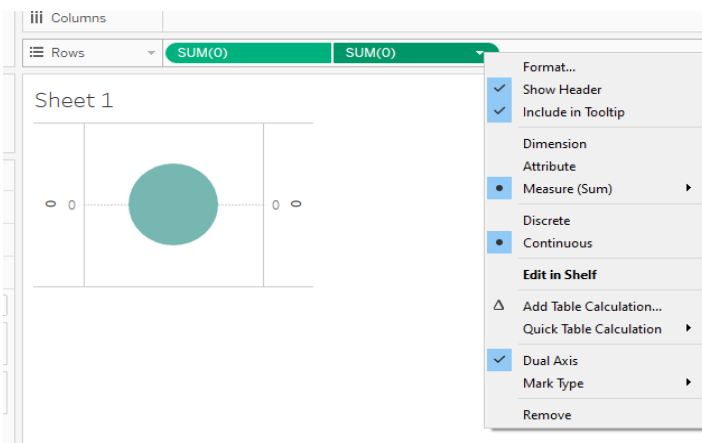 Columns
Rows SUM(0) SUM(0)
Sheet 1
0 0 0 0
Format...
Show Header
Include in Tooltip
Dimension
Attribute
Measure (Sum)
Discrete
Continuous
Edit in Shelf
Add Table Calculation...
Quick Table Calculation
Dual Axis
Mark Type
Remove